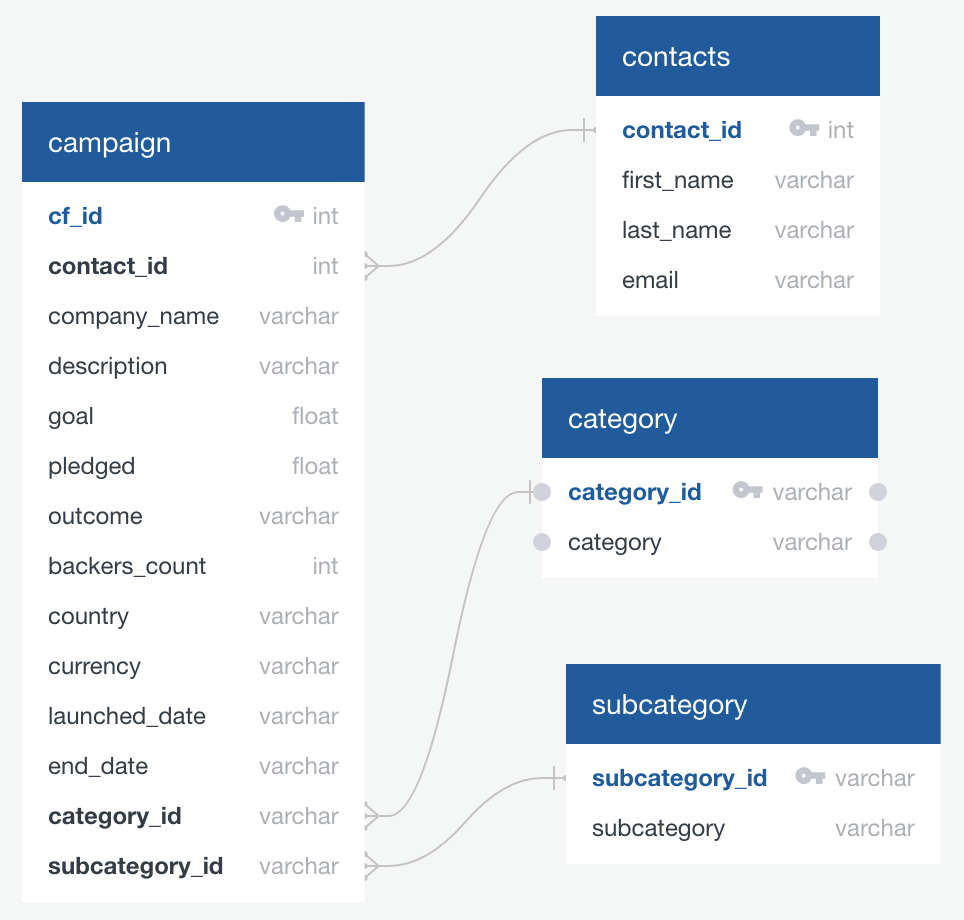 campaign
cf_id int
contact_id int
company_name varchar
description varchar
goal float
pledged float
outcome varchar
backers_count int
country varchar
currency varchar
launched_date varchar
end_date varchar
category_id varchar
subcategory_id varchar
contacts
contact_id int
first_name varchar
last_name varchar
email varchar
category
category_id varchar
category varchar
subcategory
subcategory_id varchar
subcategory varchar